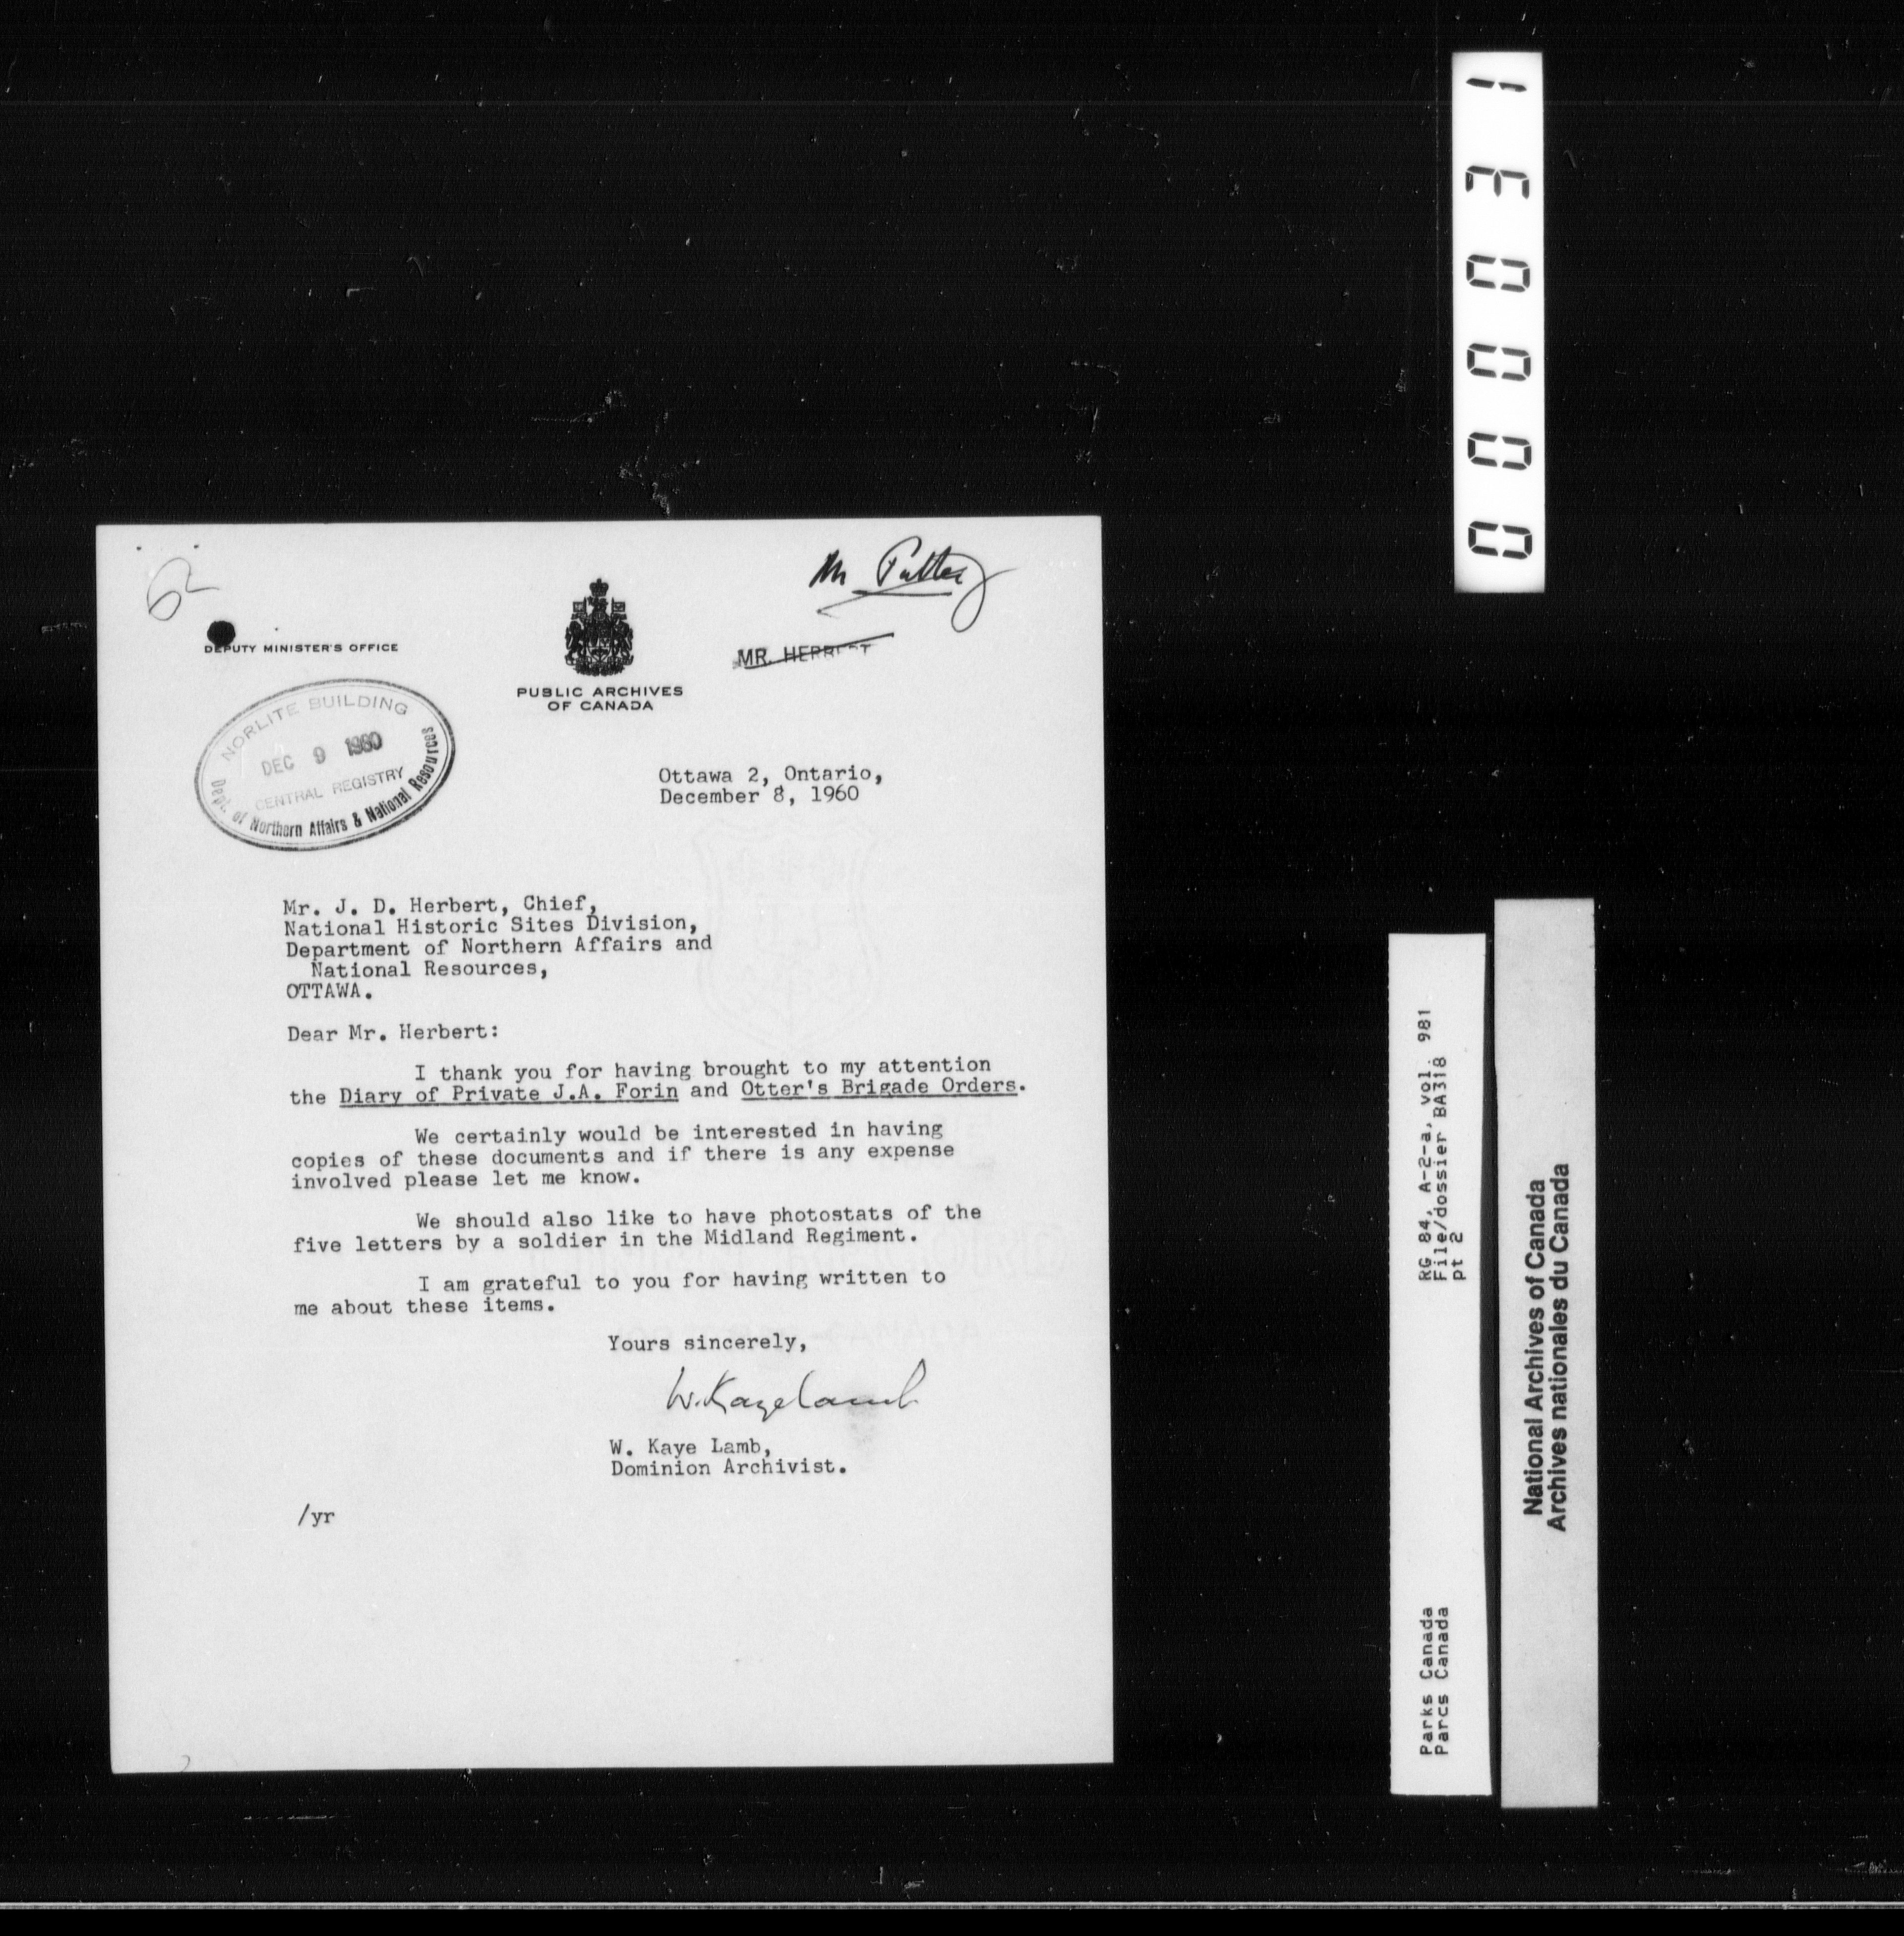 62
Mr Pattey
DEPUTY MINISTER'S OFFICE
MR. HERBERT
PUBLIC ARCHIVES
OF CANADA
NORLITE BUILDING
DEC 9 1960
CENTRAL REGISTRY
Dept. of Northern Affairs & National Resources
Ottawa 2, Ontario,
December 8, 1960
Mr. J. D. Herbert, Chief,
National Historic Sites Division,
Department of Northern Affairs and
National Resources,
OTTAWA.
Dear Mr. Herbert:
I thank you for having brought to my attention
the Diary of Private J.A. Forin and Otter's Brigade Orders.
We certainly would be interested in having
copies of these documents and if there is any expense
involved please let me know.
We should also like to have photostats of the
five letters by a soldier in the Midland Regiment.
I am grateful to you for having written to
me about these items.
Yours sincerely,
W. Kaye Lamb
W. Kaye Lamb,
Dominion Archivist.
/yr
000031
RG 84, A-2-a, vol. 981
File/dossier BA318
pt 2
Parks Canada
Parcs Canada
National Archives of Canada
Archives nationales du Canada